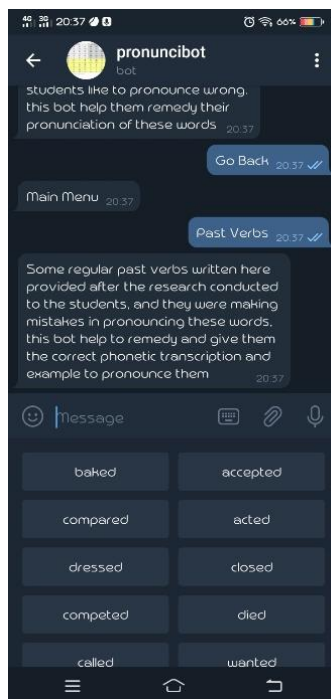 4G 3G 20:37 66%
pronuncibot
bot
students like to pronounce wrong.
this bot help them remedy their
pronunciation of these words 20:37
Go Back 20:37
Main Menu 20:37
Past Verbs 20:37
Some regular past verbs written here
provided after the research conducted
to the students, and they were making
mistakes in pronouncing these words,
this bot help to remedy and give them
the correct phonetic transcription and
example to pronounce them 20:37
Message
baked accepted
compared acted
dressed closed
competed died
called wanted